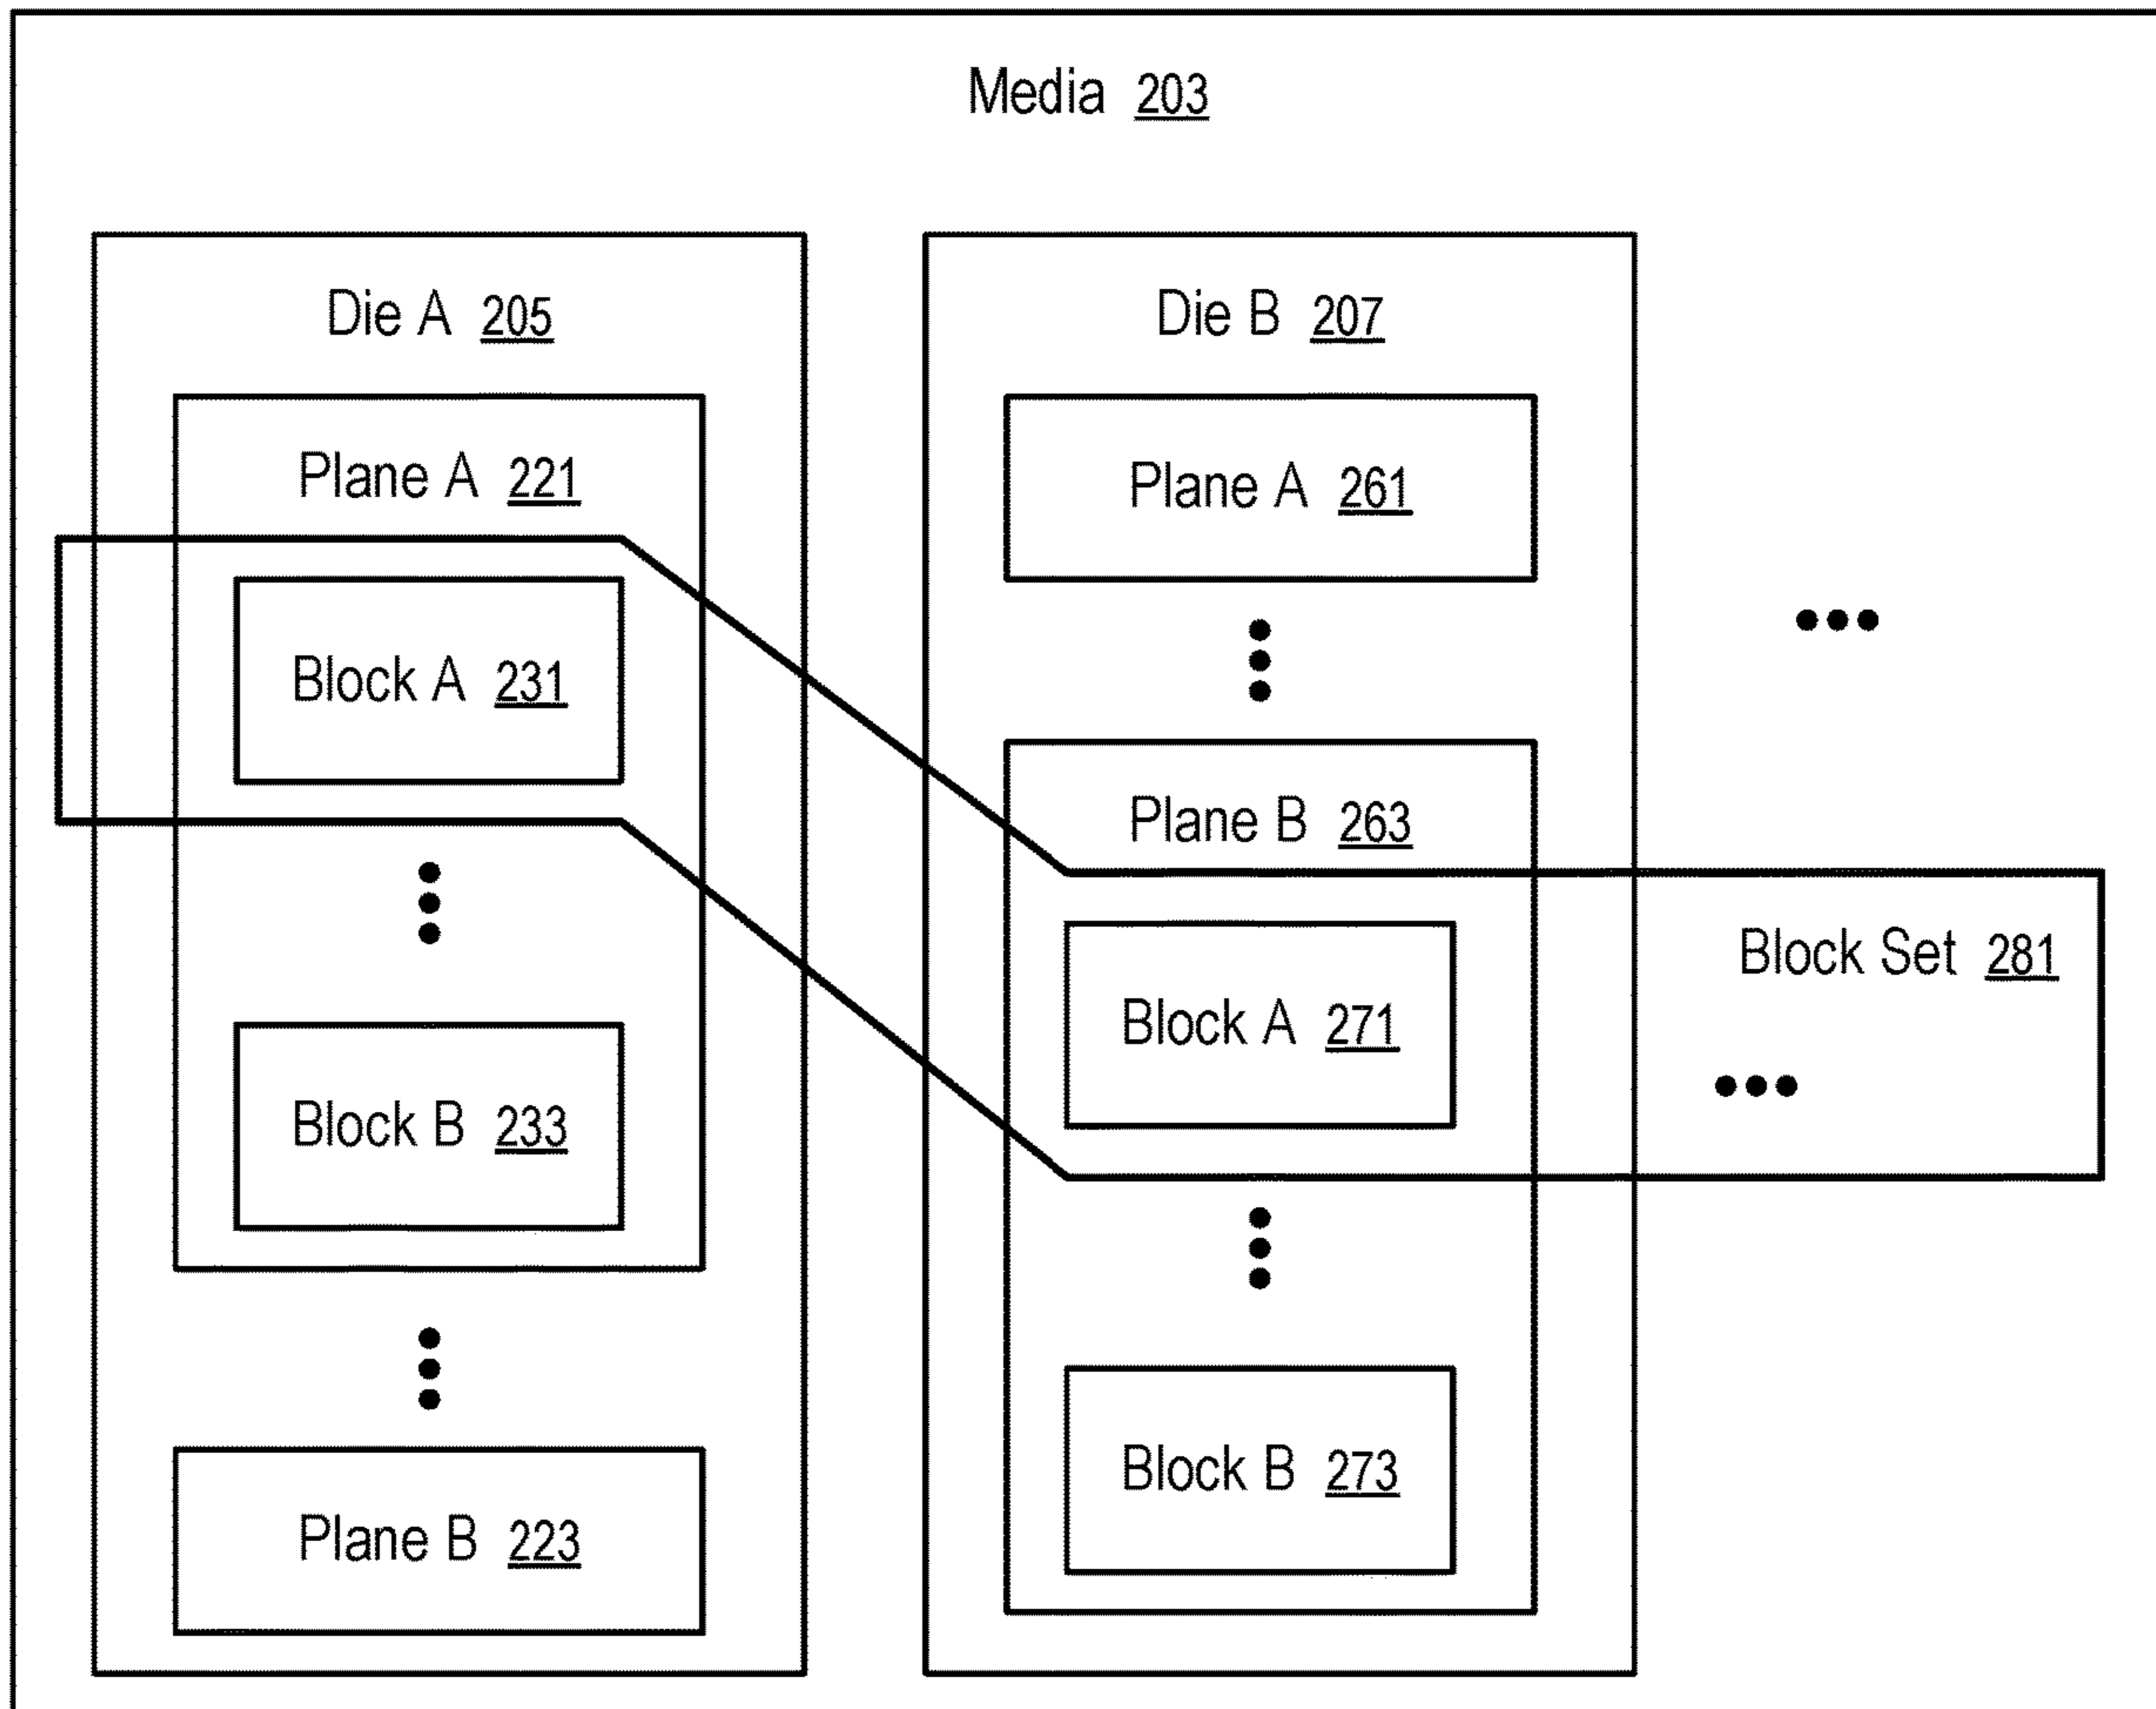 Media 203
Die A 205
Plane A 221
Block A 231
Block B 233
Plane B 223
Die B 207
Plane A 261
Plane B 263
Block A 271
Block B 273
Block Set 281